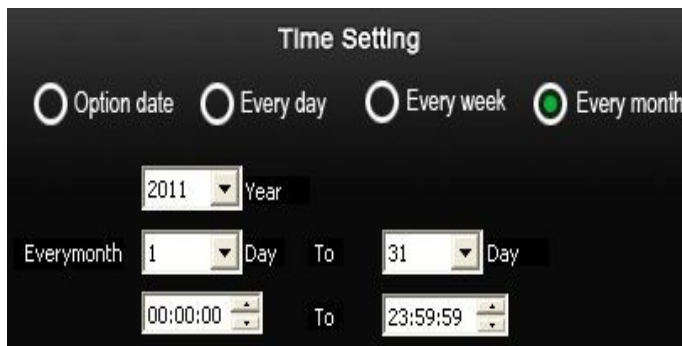 Time Setting
Option date Every day Every week Every month
2011 Year
Everymonth 1 Day To 31 Day
00:00:00 To 23:59:59